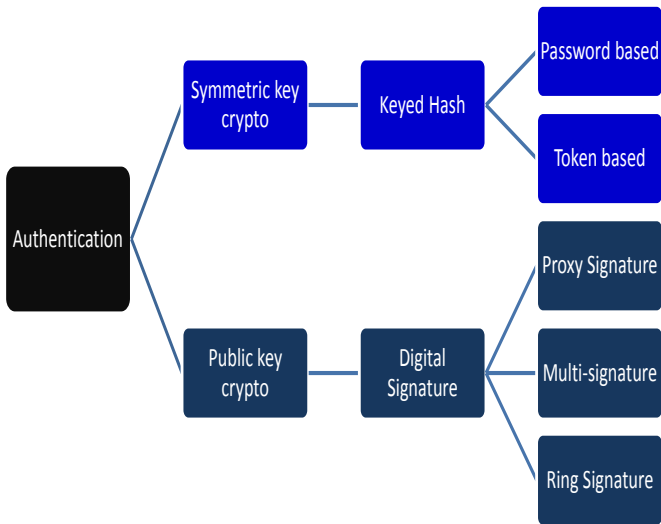 Authentication
Symmetric key
crypto
Keyed Hash
Password based
Token based
Public key
crypto
Digital
Signature
Proxy Signature
Multi-signature
Ring Signature